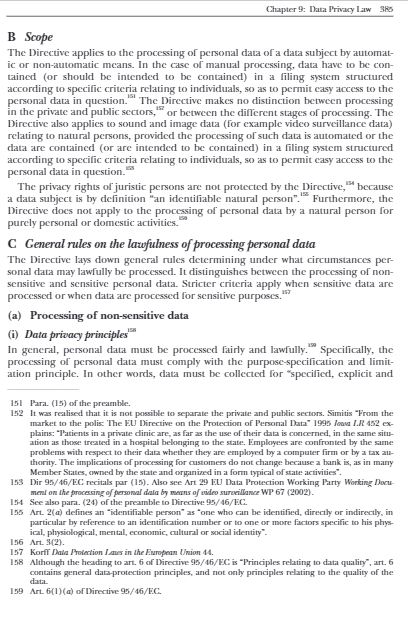 Chapter 9: Data Privacy Law 385
B Scope
The Directive applies to the processing of personal data of a data subject by automat-
ic or non-automatic means. In the case of manual processing, data have to be con-
tained (or should be intended to be contained) in a filing system structured
according to specific criteria relating to individuals, so as to permit easy access to the
personal data in question.151 The Directive makes no distinction between processing
in the private and public sectors,152 or between the different stages of processing. The
Directive also applies to sound and image data (for example video surveillance data)
relating to natural persons, provided the processing of such data is automated or the
data are contained (or are intended to be contained) in a filing system structured
according to specific criteria relating to individuals, so as to permit easy access to the
personal data in question.153
The privacy rights of juristic persons are not protected by the Directive,154 because
a data subject is by definition “an identifiable natural person”.155 Furthermore, the
Directive does not apply to the processing of personal data by a natural person for
purely personal or domestic activities.156
C General rules on the lawfulness of processing personal data
The Directive lays down general rules determining under what circumstances per-
sonal data may lawfully be processed. It distinguishes between the processing of non-
sensitive and sensitive personal data. Stricter criteria apply when sensitive data are
processed or when data are processed for sensitive purposes.157
(a) Processing of non-sensitive data
(i) Data privacy principles158
In general, personal data must be processed fairly and lawfully.159 Specifically, the
processing of personal data must comply with the purpose-specification and limit-
ation principle. In other words, data must be collected for “specified, explicit and
151 Para. (15) of the preamble.
152 It was realised that it is not possible to separate the private and public sectors. Simitis “From the
market to the polis: The EU Directive on the Protection of Personal Data” 1995 Iowa LR 452 ex-
plains: “Patients in a private clinic are, as far as the use of their data is concerned, in the same situ-
ation as those treated in a hospital belonging to the state. Employees are confronted by the same
problems with respect to their data whether they are employed by a computer firm or by a tax au-
thority. The implications of processing for customers do not change because a bank is, as in many
Member States, owned by the state and organized in a form typical of state activities”.
153 Dir 95/46/EC recitals par (15). Also see Art 29 EU Data Protection Working Party Working Docu-
ment on the processing of personal data by means of video surveillance WP 67 (2002).
154 See also para. (24) of the preamble to Directive 95/46/EC.
155 Art. 2(a) defines an “identifiable person” as “one who can be identified, directly or indirectly, in
particular by reference to an identification number or to one or more factors specific to his phys-
ical, physiological, mental, economic, cultural or social identity”.
156 Art. 3(2).
157 Korff Data Protection Laws in the European Union 44.
158 Although the heading to art. 6 of Directive 95/46/EC is “Principles relating to data quality”, art. 6
contains general data-protection principles, and not only principles relating to the quality of the
data.
159 Art. 6(1)(a) of Directive 95/46/EC.